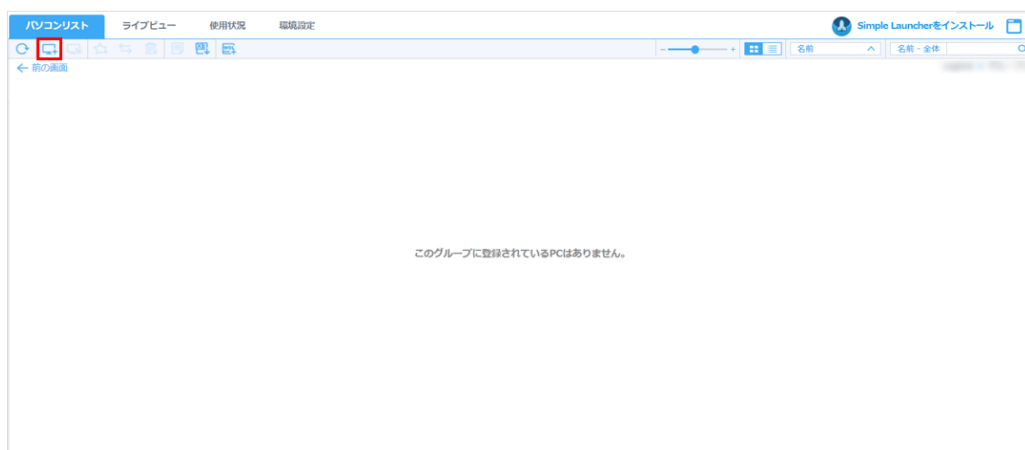 パソコンリスト ライブビュー 使用状況 環境設定 Simple Launcherをインストール
- + 名前 名前 - 全体
← 前の画面
このグループに登録されているPCはありません。